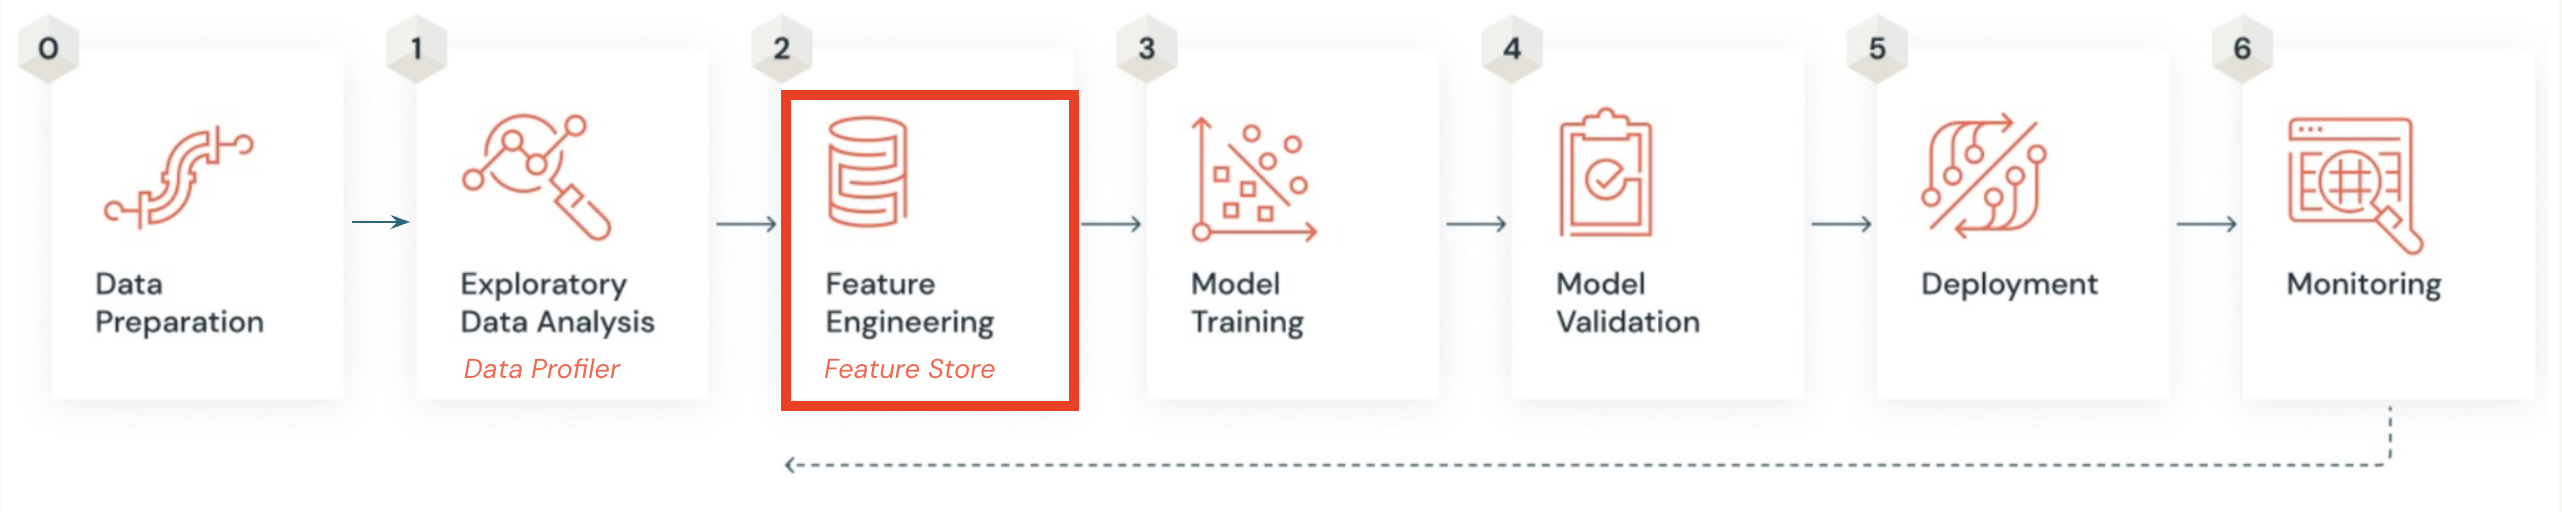 0
Data
Preparation
1
Exploratory
Data Analysis
Data Profiler
2
Feature
Engineering
Feature Store
3
Model
Training
4
Model
Validation
5
Deployment
6
Monitoring